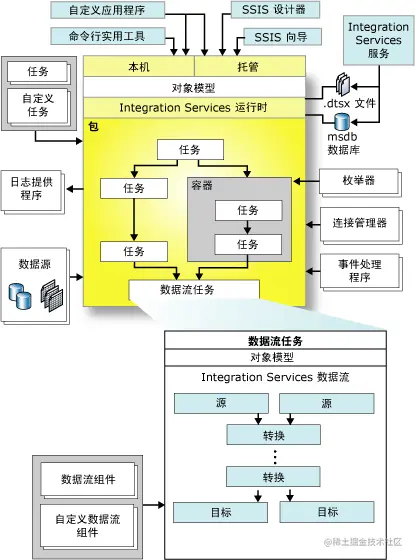 自定义应用程序
SSIS 设计器
命令行实用工具
SSIS 向导
Integration
Services
服务
本机
托管
对象模型
Integration Services 运行时
.dtsx 文件
msdb
数据库
任务
自定义
任务
包
任务
任务
容器
任务
任务
任务
数据流任务
日志提供
程序
数据源
枚举器
连接管理器
事件处理
程序
数据流任务
对象模型
Integration Services 数据流
源
源
转换
转换
目标
目标
数据流组件
自定义数据流
组件
@稀土掘金技术社区